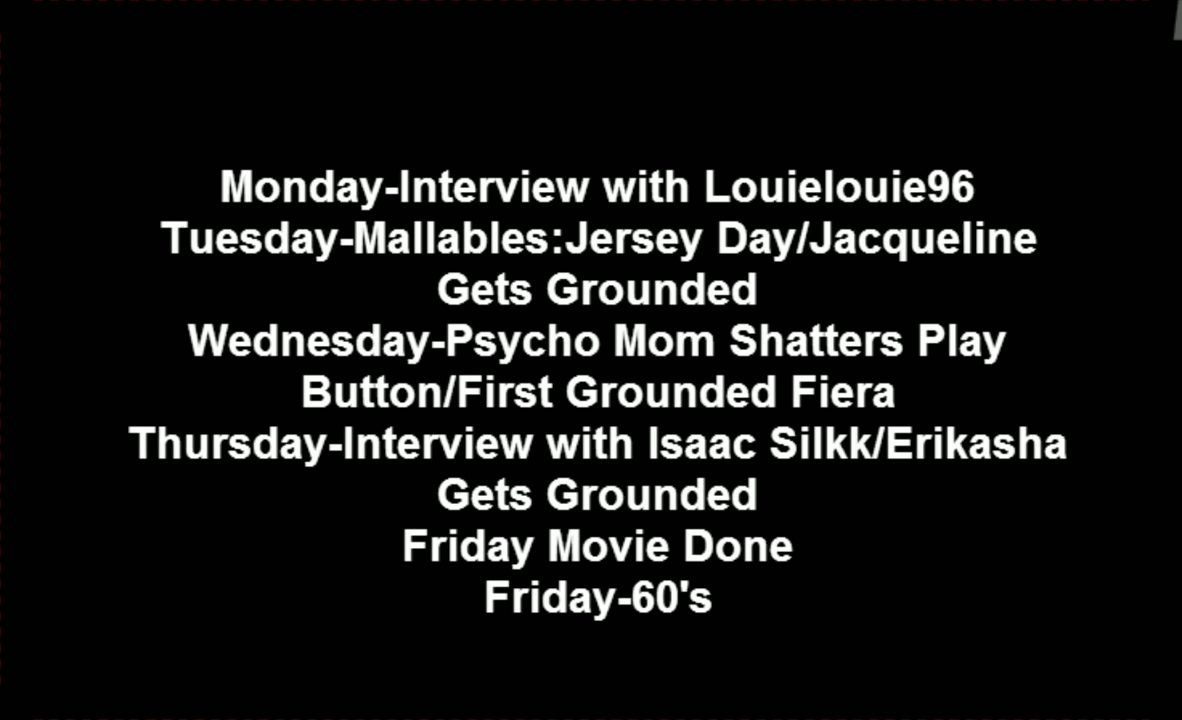 Monday-Interview with Louielouie96
Tuesday-Mallables:Jersey Day/Jacqueline
Gets Grounded
Wednesday-Psycho Mom Shatters Play
Button/First Grounded Fiera
Thursday-Interview with Isaac Silkk/Erikasha
Gets Grounded
Friday Movie Done
Friday-60's